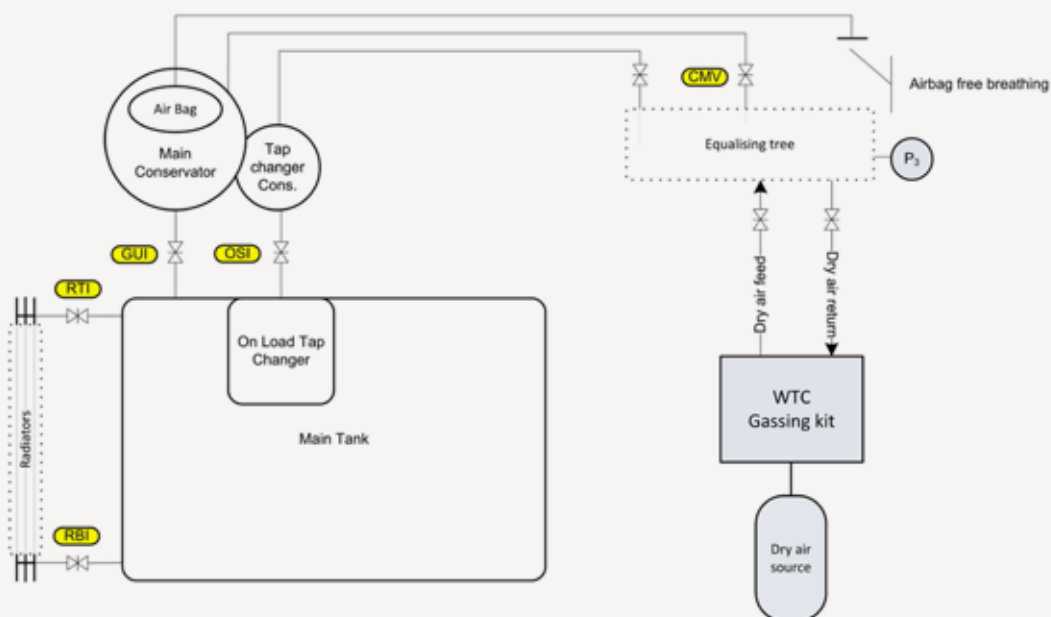 CMV
Airbag free breathing
Air Bag
Main
Conservator
Tap
changer
Cons.
Equalising tree
P3
GUI
OSI
RTI
Dry air feed
Dry air return
On Load Tap
Changer
WTC
Gassing kit
Radiators
Main Tank
RBI
Dry air
source